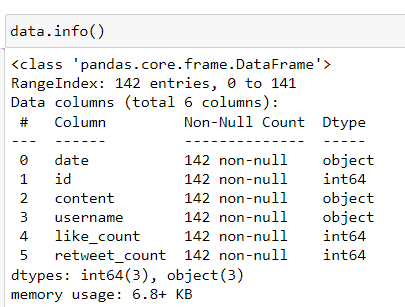 data.info()
<class 'pandas.core.frame.DataFrame'>
RangeIndex: 142 entries, 0 to 141
Data columns (total 6 columns):
 #   Column         Non-Null Count  Dtype
---  ------         --------------  -----
 0   date           142 non-null    object
 1   id             142 non-null    int64
 2   content        142 non-null    object
 3   username       142 non-null    object
 4   like_count     142 non-null    int64
 5   retweet_count  142 non-null    int64
dtypes: int64(3), object(3)
memory usage: 6.8+ KB